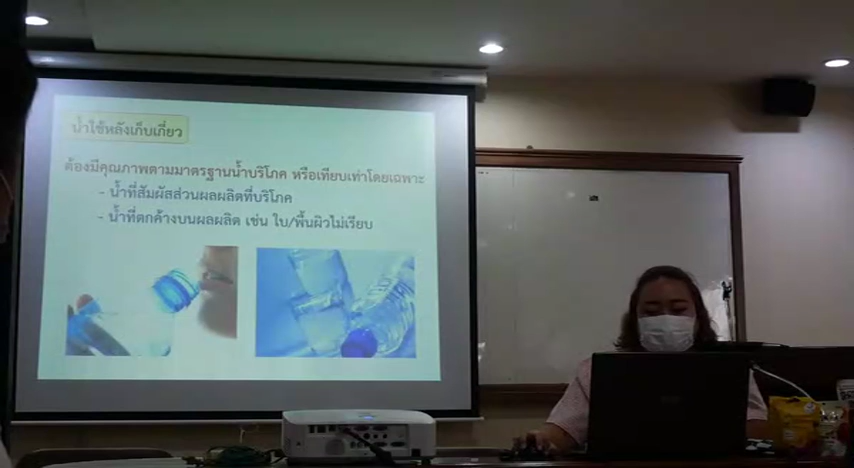 น้ำใช้หลังเก็บเกี่ยว
ต้องมีคุณภาพตามมาตรฐานน้ำบริโภค หรือเทียบเท่าโดยเฉพาะ
- น้ำที่สัมผัสส่วนผลผลิตที่บริโภค
- น้ำที่ตกค้างบนผลผลิต เช่น ใบ/พื้นผิวไม่เรียบ